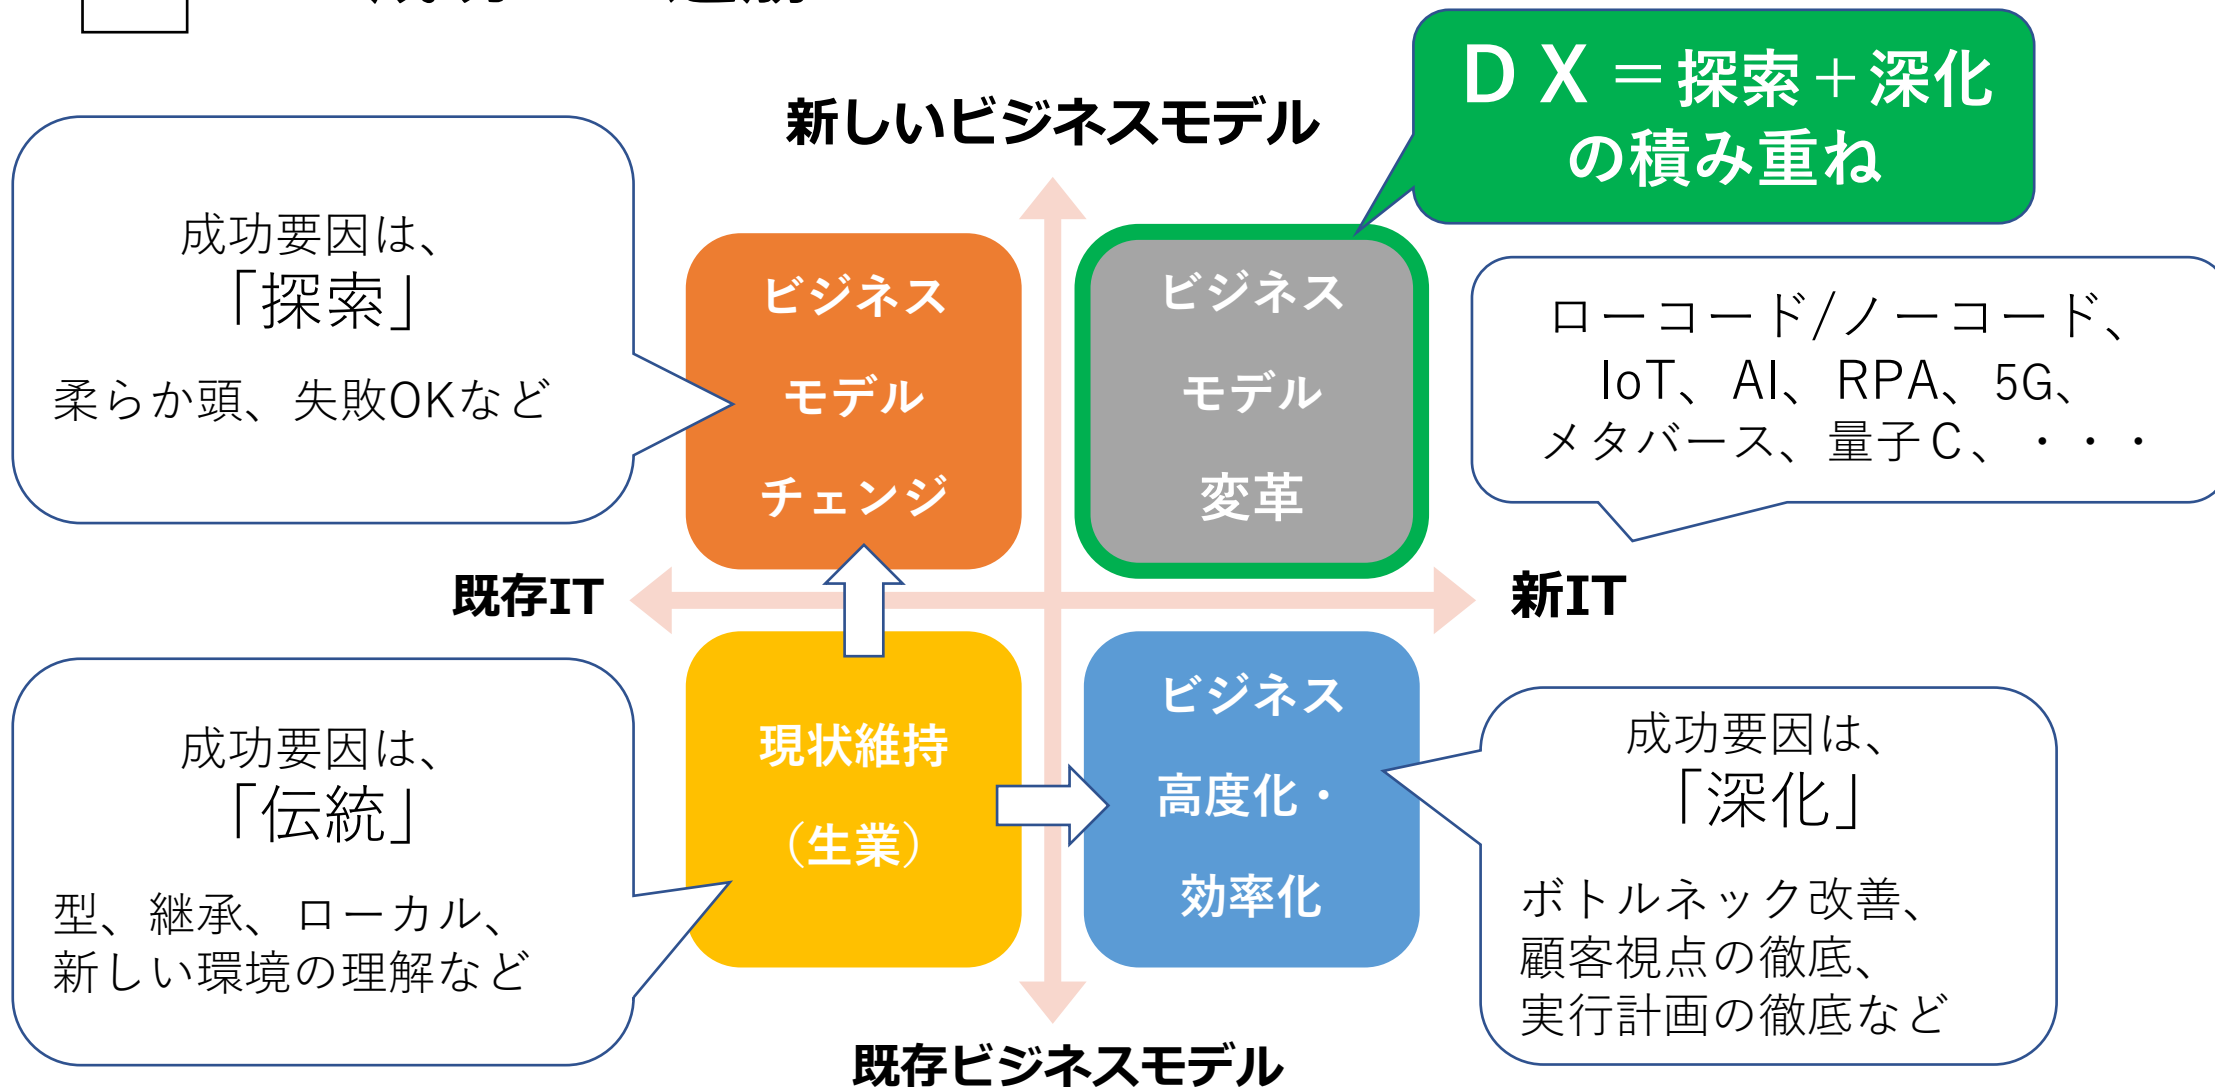 ＤＸ＝探索＋深化
の積み重ね
新しいビジネスモデル
成功要因は、
「探索」
柔らか頭、失敗OKなど
ビジネス
モデル
チェンジ
ビジネス
モデル
変革
ローコード/ノーコード、
IoT、AI、RPA、5G、
メタバース、量子Ｃ、・・・
既存IT
新IT
成功要因は、
「伝統」
型、継承、ローカル、
新しい環境の理解など
現状維持
（生業）
ビジネス
高度化・
効率化
成功要因は、
「深化」
ボトルネック改善、
顧客視点の徹底、
実行計画の徹底など
既存ビジネスモデル